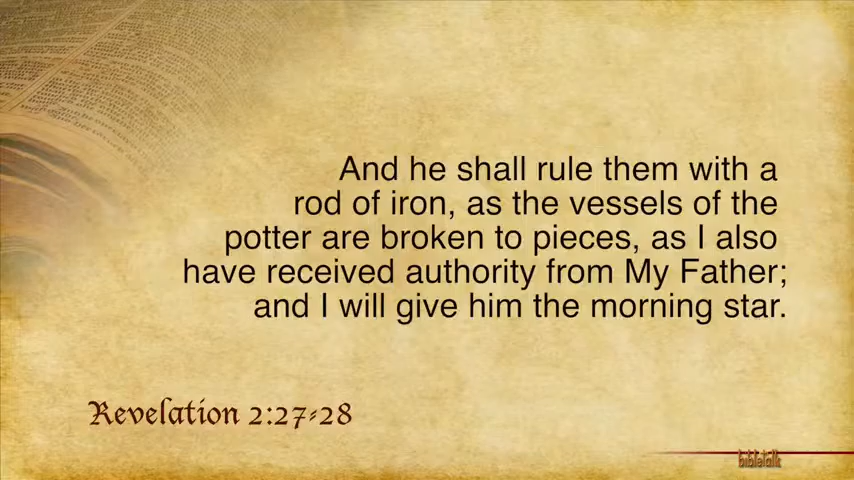 And he shall rule them with a
rod of iron, as the vessels of the
potter are broken to pieces, as I also
have received authority from My Father;
and I will give him the morning star.
Revelation 2:27-28
bibletalk